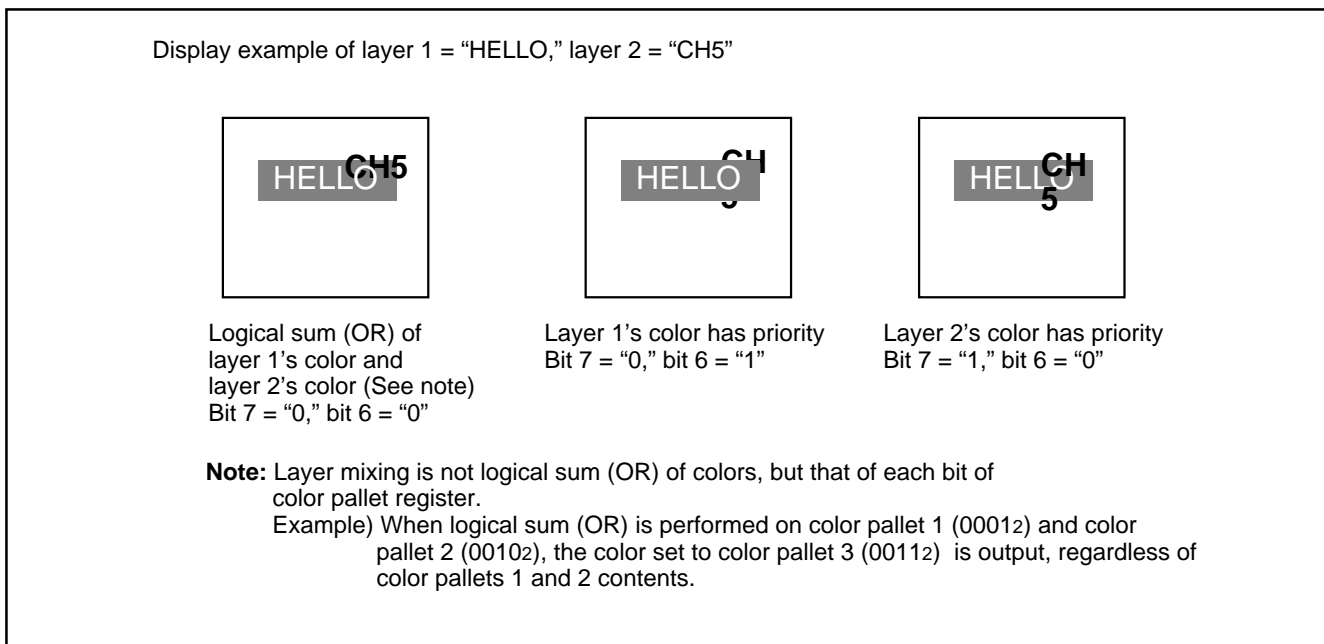 Display example of layer 1 = “HELLO,” layer 2 = “CH5”
CH5
HELLO
CH
HELLO
CH
HELLO
5
Logical sum (OR) of
layer 1’s color and
layer 2’s color (See note)
Bit 7 = “0,” bit 6 = “0”
Layer 1’s color has priority
Bit 7 = “0,” bit 6 = “1”
Layer 2’s color has priority
Bit 7 = “1,” bit 6 = “0”
Note: Layer mixing is not logical sum (OR) of colors, but that of each bit of
color pallet register.
Example) When logical sum (OR) is performed on color pallet 1 (00012) and color
pallet 2 (00102), the color set to color pallet 3 (00112) is output, regardless of
color pallets 1 and 2 contents.